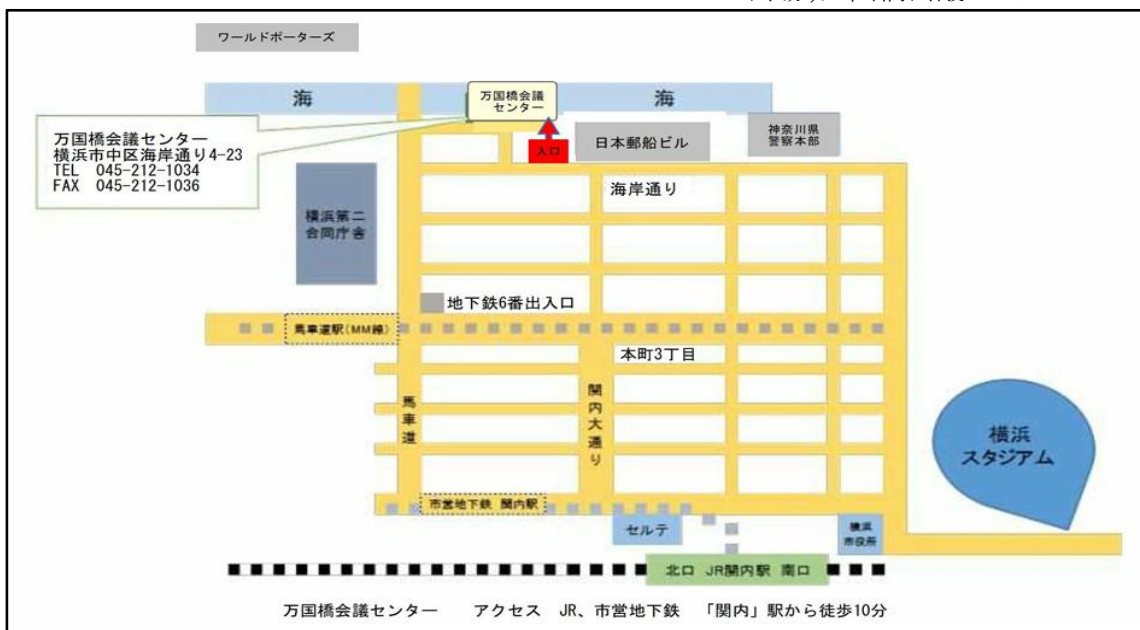 ワールドポーターズ
海
万国橋会議
センター
海
万国橋会議センター
横浜市中区海岸通り4-23
TEL 045-212-1034
FAX 045-212-1036
入口
日本郵船ビル
神奈川県
警察本部
海岸通り
横浜第二
合同庁舎
地下鉄6番出入口
馬車道駅(MM線)
本町3丁目
馬車道
関内大通り
横浜
スタジアム
市営地下鉄 関内駅
セルテ
横浜
市役所
北口 JR関内駅 南口
万国橋会議センター アクセス JR、市営地下鉄 「関内」駅から徒歩10分